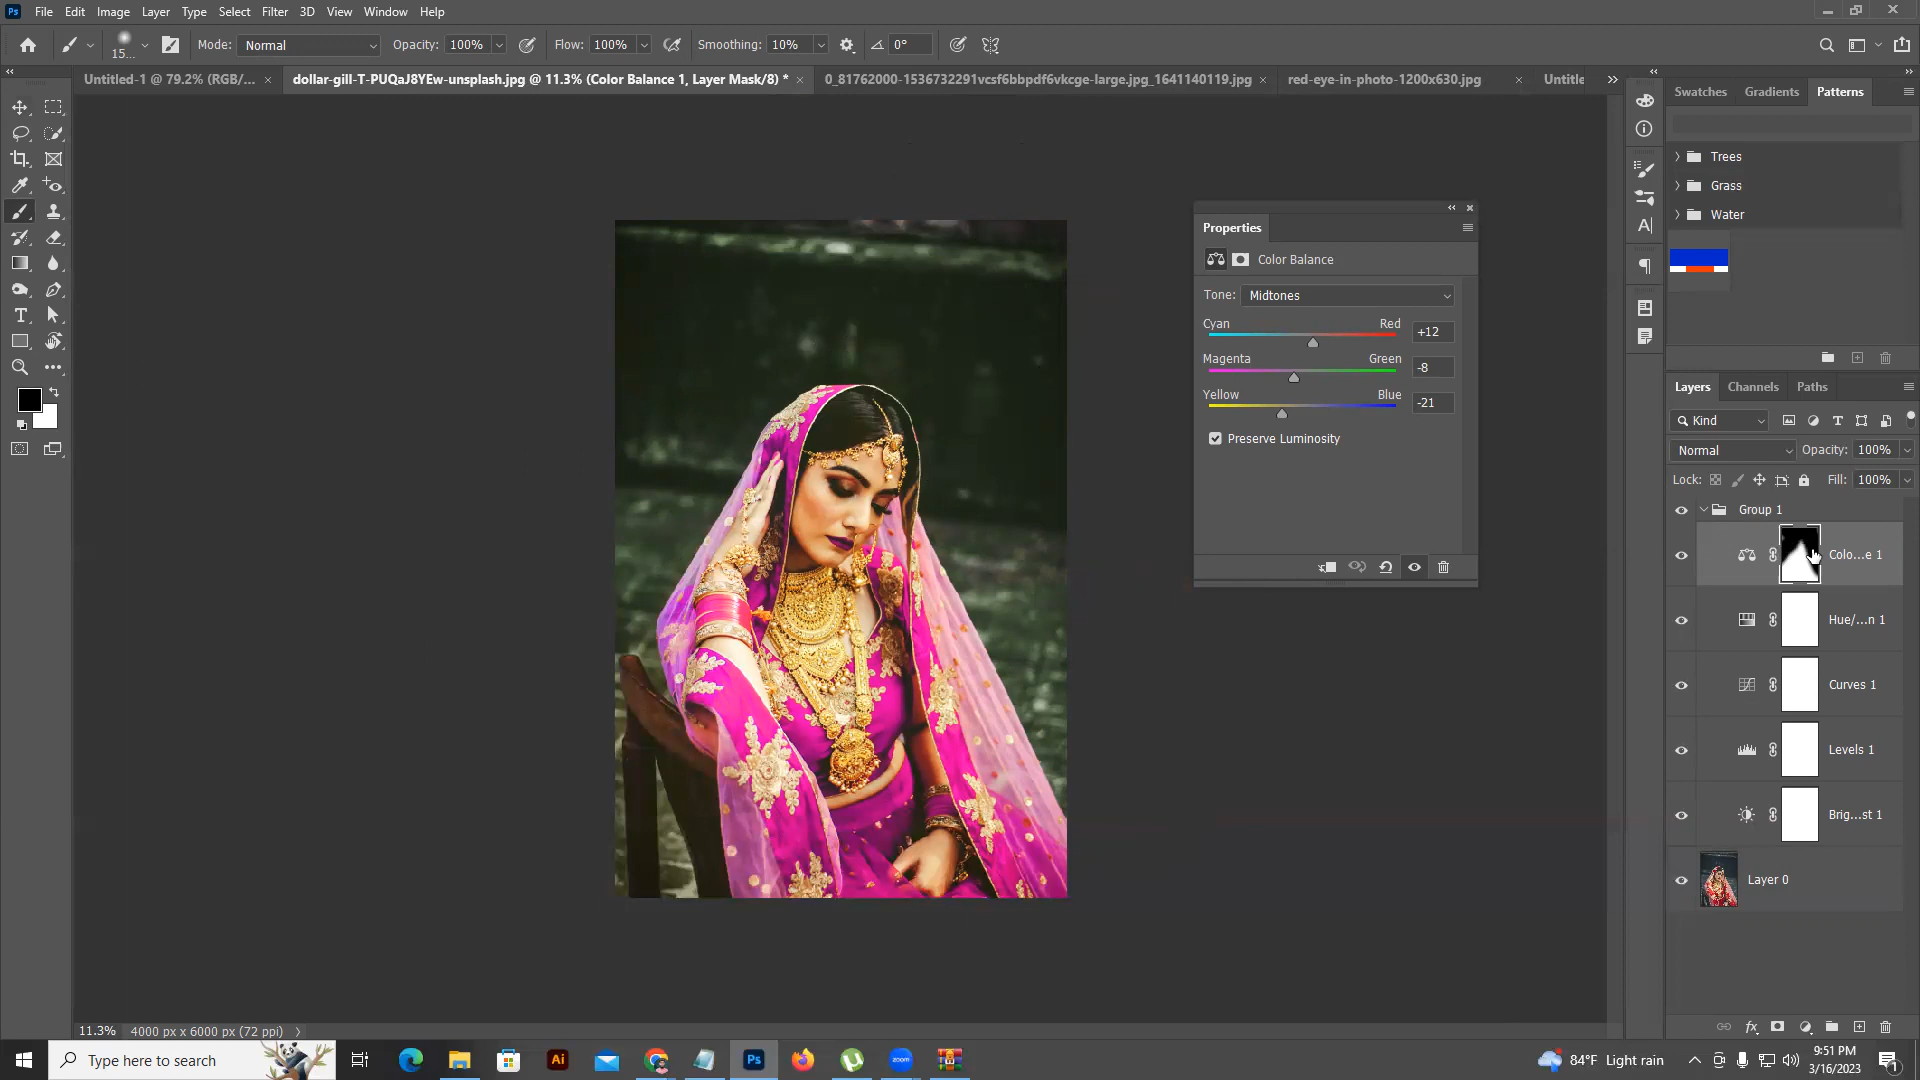 Ps File Edit Image Layer Type Select Filter 3D View Window Help
15... Mode: Normal Opacity: 100% Flow: 100% Smoothing: 10% 0°
Untitled-1 @ 79.2% (RGB/... × dollar-gill-T-PUQaJ8YEw-unsplash.jpg @ 11.3% (Color Balance 1, Layer Mask/8) * × 0_81762000-1536732291vcsf6bbpdf6vkcge-large.jpg_1641140119.jpg × red-eye-in-photo-1200x630.jpg × Untitle
Swatches Gradients Patterns
Trees
Grass
Water
Properties
Color Balance
Tone: Midtones
Cyan Red +12
Magenta Green -8
Yellow Blue -21
Preserve Luminosity
Layers Channels Paths
Kind
Normal Opacity: 100%
Lock: Fill: 100%
Group 1
Colo...e 1
Hue/...n 1
Curves 1
Levels 1
Brig...st 1
Layer 0
11.3% 4000 px x 6000 px (72 ppi)
Type here to search
Ai
Ps
zoom
84°F Light rain
9:51 PM
3/16/2023
1